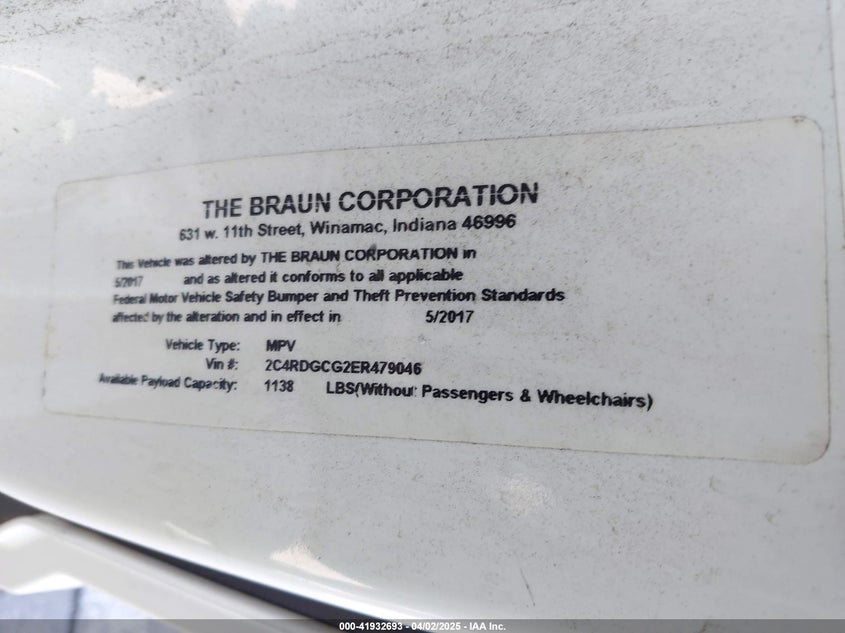 THE BRAUN CORPORATION
631 w. 11th Street, Winamac, Indiana 46996
This Vehicle was altered by THE BRAUN CORPORATION in
5/2017 and as altered it conforms to all applicable
Federal Motor Vehicle Safety Bumper and Theft Prevention Standards
affected by the alteration and in effect in 5/2017
Vehicle Type: MPV
Vin #: 2C4RDGCG2ER479046
Available Payload Capacity: 1138 LBS(Without Passengers & Wheelchairs)
000-41932693 - 04/02/2025 - IAA Inc.